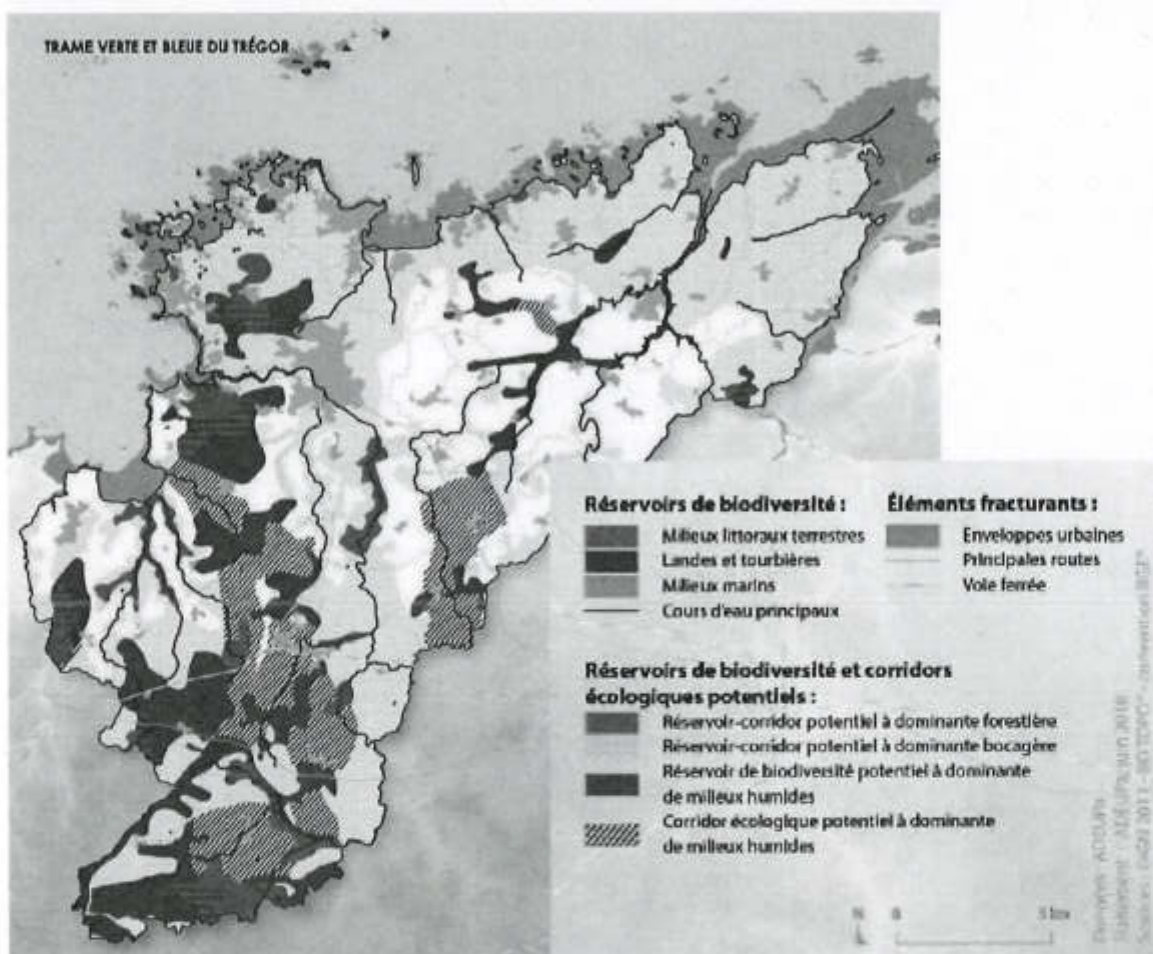 TRAME VERTE ET BLEUE DU TRÉGOR
Réservoirs de biodiversité :
Milieux littoraux terrestres
Landes et tourbières
Milieux marins
Cours d'eau principaux
Éléments fracturants :
Enveloppes urbaines
Principales routes
Voie ferrée
Réservoirs de biodiversité et corridors
écologiques potentiels :
Réservoir-corridor potentiel à dominante forestière
Réservoir-corridor potentiel à dominante bocagère
Réservoir de biodiversité potentiel à dominante
de milieux humides
Corridor écologique potentiel à dominante
de milieux humides
N 0 5 km